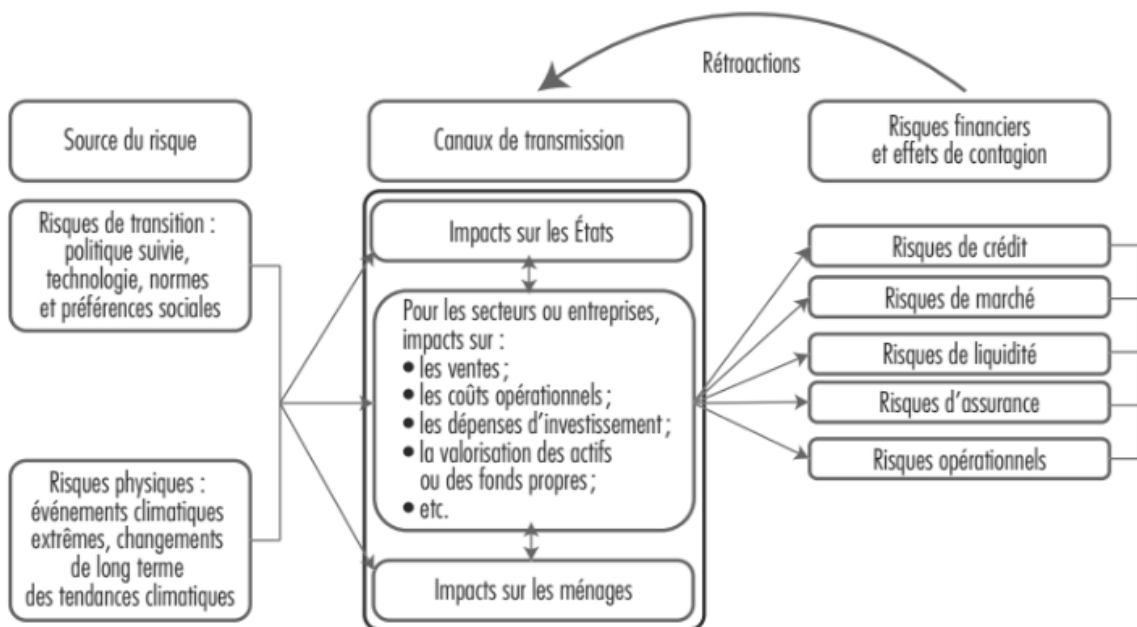 Rétroactions
Source du risque
Canaux de transmission
Risques financiers
et effets de contagion
Risques de transition :
politique suivie,
technologie, normes
et préférences sociales
Risques physiques :
événements climatiques
extrêmes, changements
de long terme
des tendances climatiques
Impacts sur les États
Pour les secteurs ou entreprises,
impacts sur :
• les ventes ;
• les coûts opérationnels ;
• les dépenses d’investissement ;
• la valorisation des actifs
ou des fonds propres ;
• etc.
Impacts sur les ménages
Risques de crédit
Risques de marché
Risques de liquidité
Risques d’assurance
Risques opérationnels